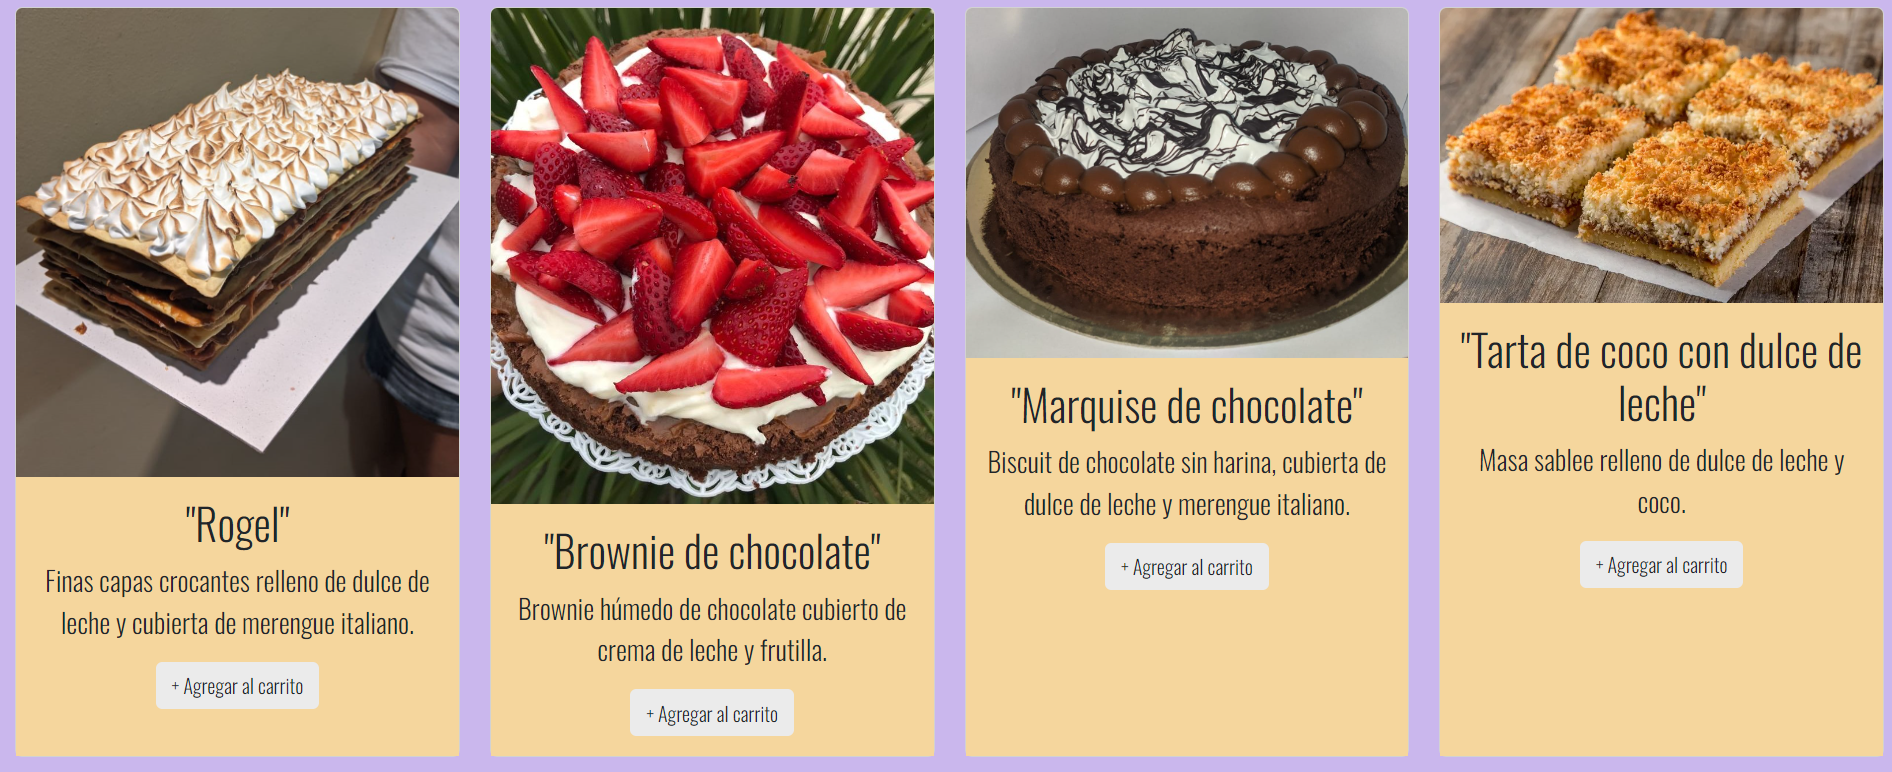 "Rogel"
Finas capas crocantes relleno de dulce de
leche y cubierta de merengue italiano.
+ Agregar al carrito
"Brownie de chocolate"
Brownie húmedo de chocolate cubierto de
crema de leche y frutilla.
+ Agregar al carrito
"Marquise de chocolate"
Biscuit de chocolate sin harina, cubierta de
dulce de leche y merengue italiano.
+ Agregar al carrito
"Tarta de coco con dulce de
leche"
Masa sablee relleno de dulce de leche y
coco.
+ Agregar al carrito